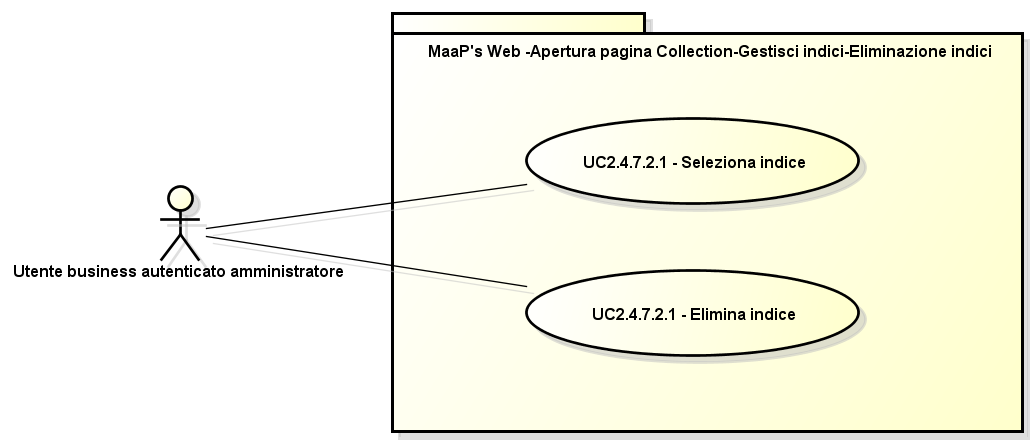 MaaP's Web -Apertura pagina Collection-Gestisci indici-Eliminazione indici
UC2.4.7.2.1 - Seleziona indice
Utente business autenticato amministratore
UC2.4.7.2.1 - Elimina indice